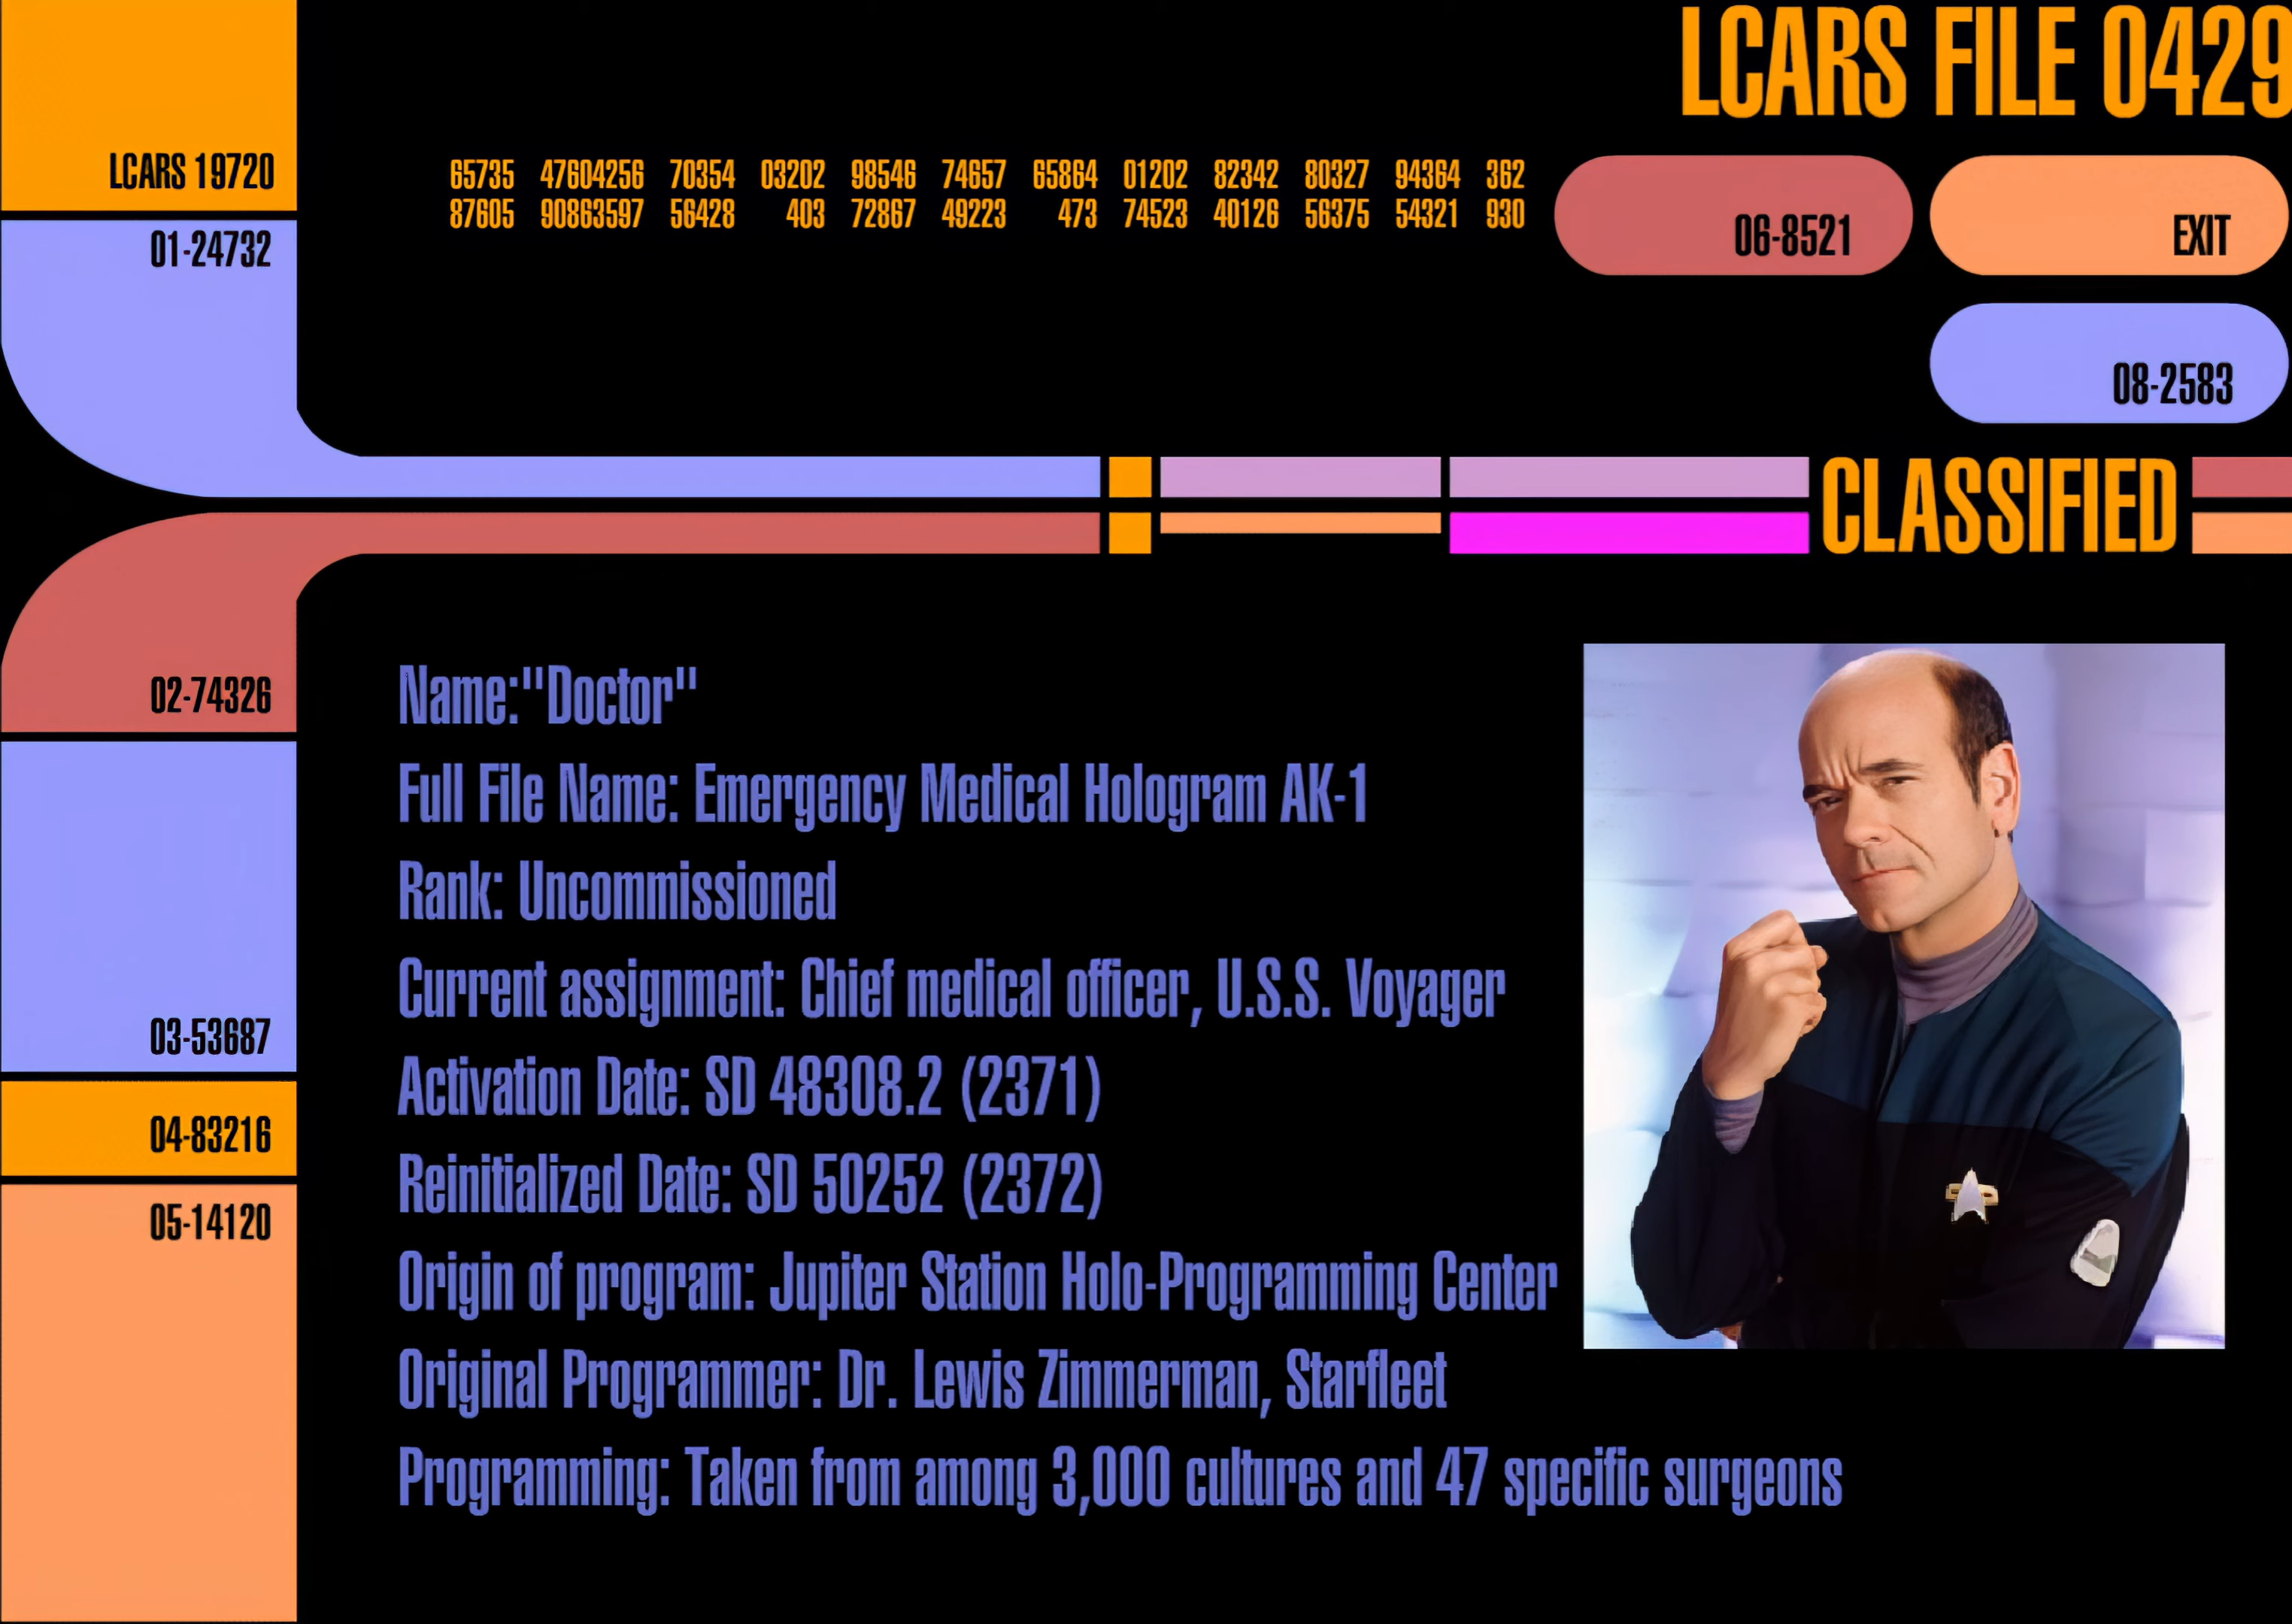 LCARS FILE 0429
LCARS 19720
65735 47604256 70354 03202 98546 74657 65864 01202 82342 80327 94364 362
87605 90863597 56428 403 72867 49223 473 74523 40126 56375 54321 930
06-8521
EXIT
01-24732
08-2583
CLASSIFIED
02-74326
03-53687
04-83216
05-14120
Name:"Doctor"
Full File Name: Emergency Medical Hologram AK-1
Rank: Uncommissioned
Current assignment: Chief medical officer, U.S.S. Voyager
Activation Date: SD 48308.2 (2371)
Reinitialized Date: SD 50252 (2372)
Origin of program: Jupiter Station Holo-Programming Center
Original Programmer: Dr. Lewis Zimmerman, Starfleet
Programming: Taken from among 3,000 cultures and 47 specific surgeons